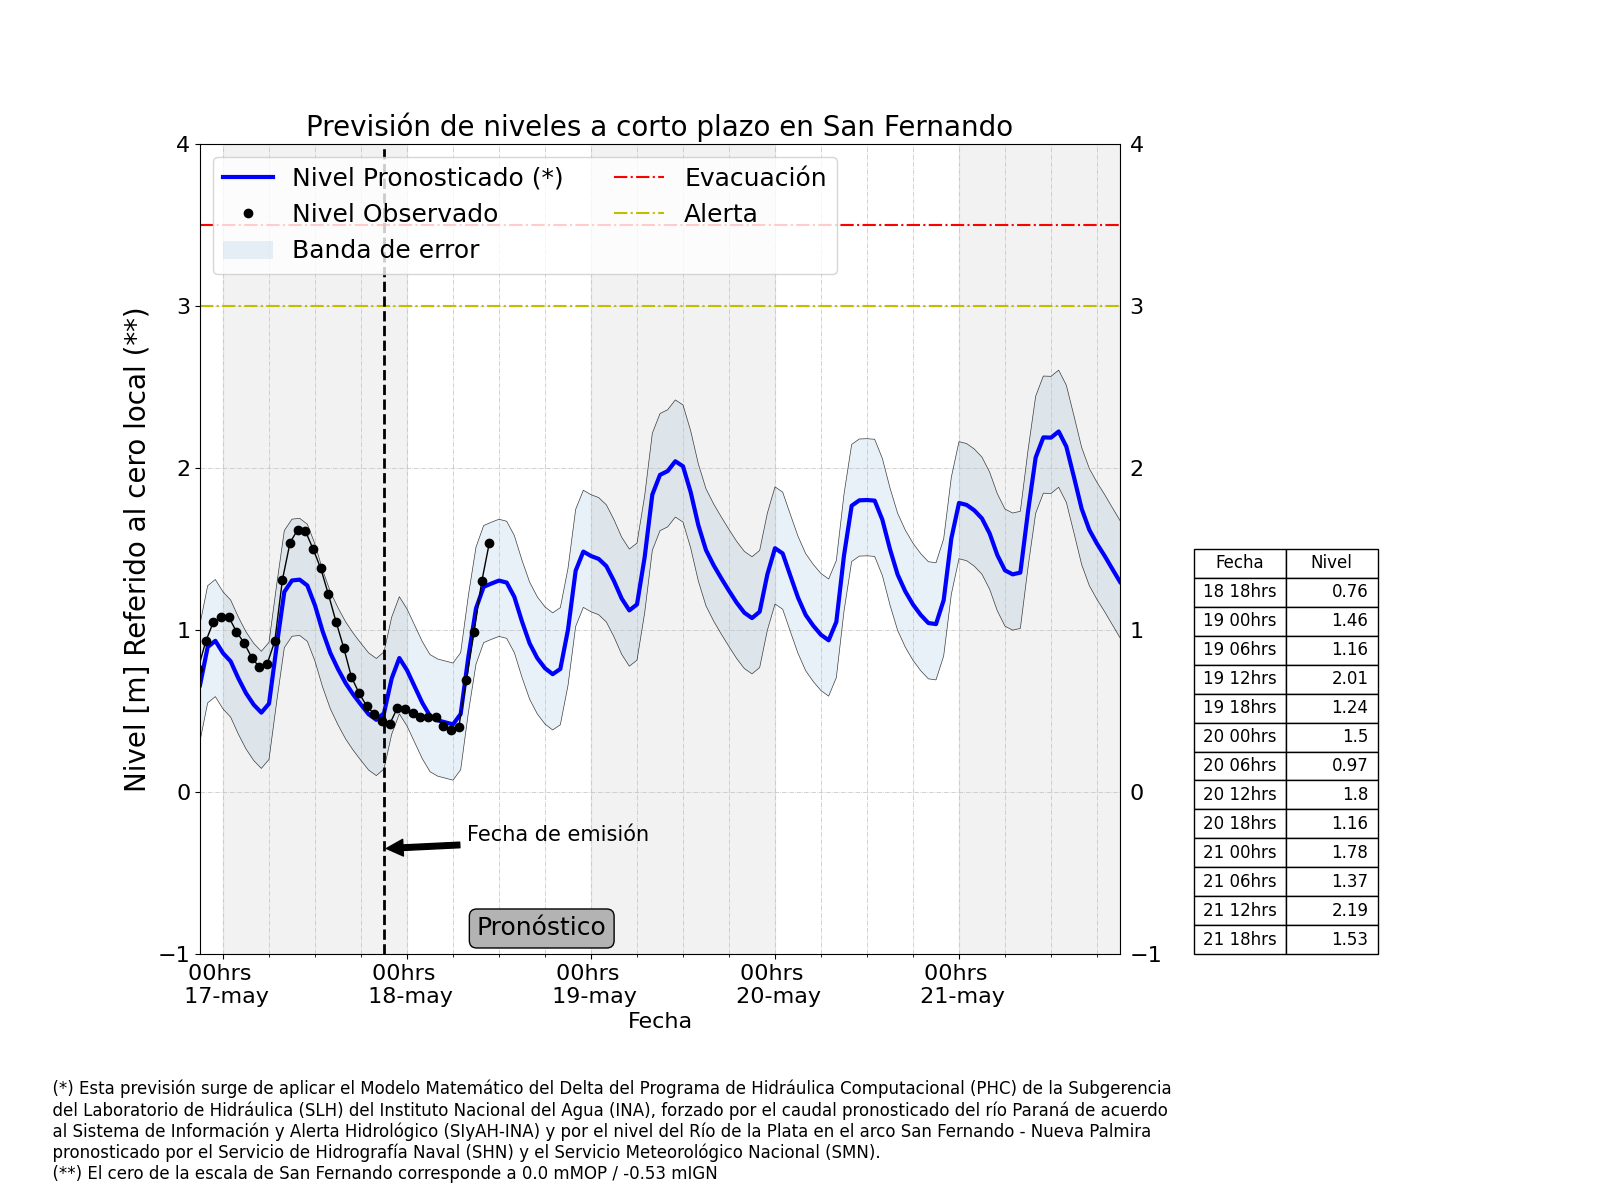 Previsión de niveles a corto plazo en San Fernando
Nivel Pronosticado (*)
Nivel Observado
Banda de error
Evacuación
Alerta
Nivel [m] Referido al cero local (**)
4
3
2
1
0
−1
4
3
2
1
0
−1
Fecha de emisión
Pronóstico
00hrs
17-may
00hrs
18-may
00hrs
19-may
00hrs
20-may
00hrs
21-may
Fecha
Fecha Nivel
18 18hrs 0.76
19 00hrs 1.46
19 06hrs 1.16
19 12hrs 2.01
19 18hrs 1.24
20 00hrs 1.5
20 06hrs 0.97
20 12hrs 1.8
20 18hrs 1.16
21 00hrs 1.78
21 06hrs 1.37
21 12hrs 2.19
21 18hrs 1.53
(*) Esta previsión surge de aplicar el Modelo Matemático del Delta del Programa de Hidráulica Computacional (PHC) de la Subgerencia
del Laboratorio de Hidráulica (SLH) del Instituto Nacional del Agua (INA), forzado por el caudal pronosticado del río Paraná de acuerdo
al Sistema de Información y Alerta Hidrológico (SIyAH-INA) y por el nivel del Río de la Plata en el arco San Fernando - Nueva Palmira
pronosticado por el Servicio de Hidrografía Naval (SHN) y el Servicio Meteorológico Nacional (SMN).
(**) El cero de la escala de San Fernando corresponde a 0.0 mMOP / -0.53 mIGN